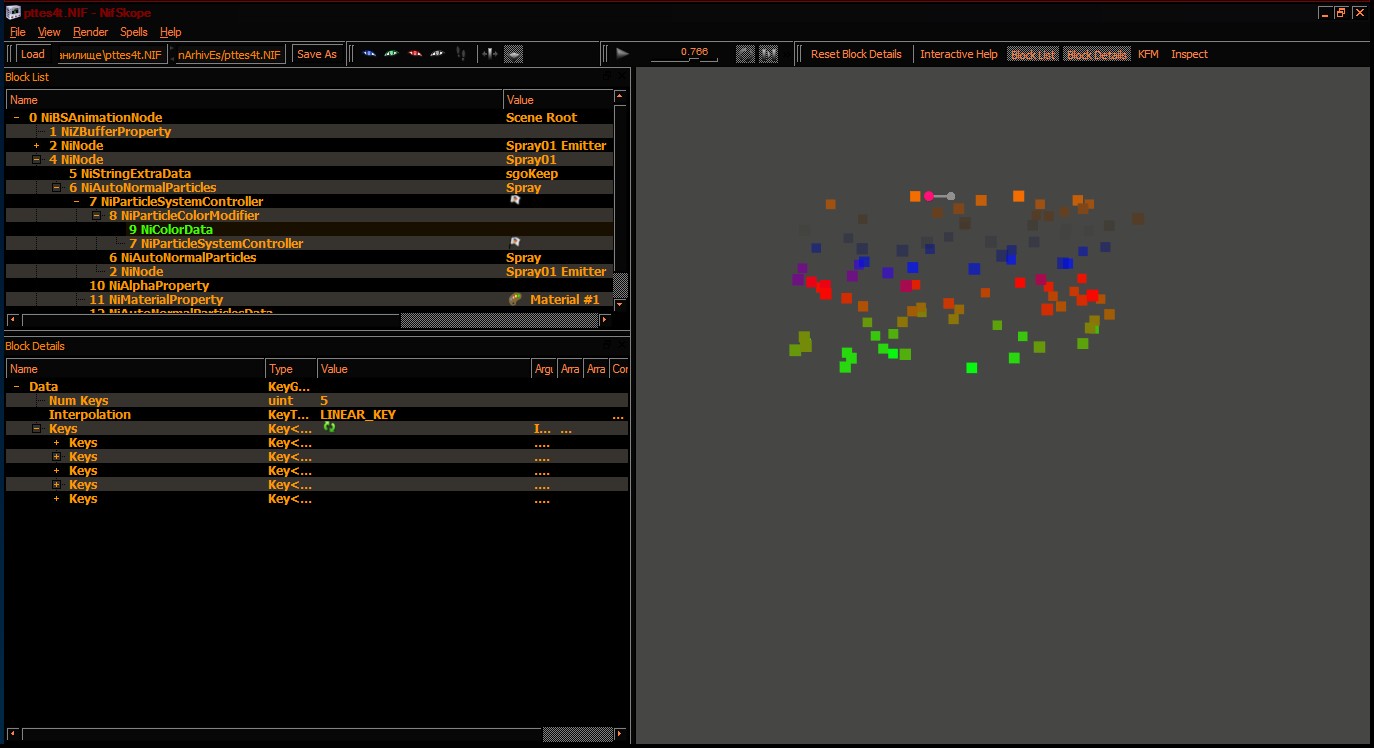 pttes4t.NIF - NifSkope
File View Render Spells Help
Load нилище\pttes4t.NIF nArhivEs/pttes4t.NIF Save As 0.766 Reset Block Details Interactive Help Block List Block Details KFM Inspect
Block List
Name Value
0 NiBSAnimationNode Scene Root
1 NiZBufferProperty
2 NiNode Spray01 Emitter
4 NiNode Spray01
5 NiStringExtraData sgoKeep
6 NiAutoNormalParticles Spray
7 NiParticleSystemController
8 NiParticleColorModifier
9 NiColorData
7 NiParticleSystemController
6 NiAutoNormalParticles Spray
2 NiNode Spray01 Emitter
10 NiAlphaProperty
11 NiMaterialProperty Material #1
12 NiAutoNormalParticlesData
Block Details
Name Type Value Argu Arra Arra Cor
Data KeyG...
Num Keys uint 5
Interpolation KeyT... LINEAR_KEY ...
Keys Key<... I... ...
Keys Key<... ....
Keys Key<... ....
Keys Key<... ....
Keys Key<... ....
Keys Key<... ....